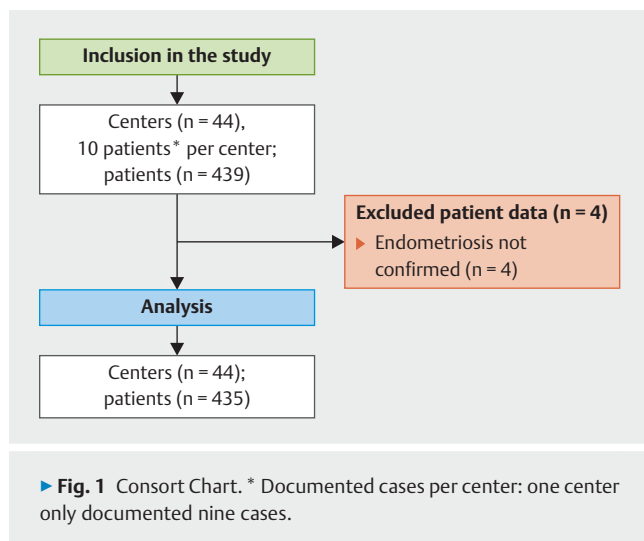 Inclusion in the study
Centers (n = 44),
10 patients* per center;
patients (n = 439)
Excluded patient data (n = 4)
▶ Endometriosis not
confirmed (n = 4)
Analysis
Centers (n = 44);
patients (n = 435)
▶ Fig. 1 Consort Chart. * Documented cases per center: one center
only documented nine cases.